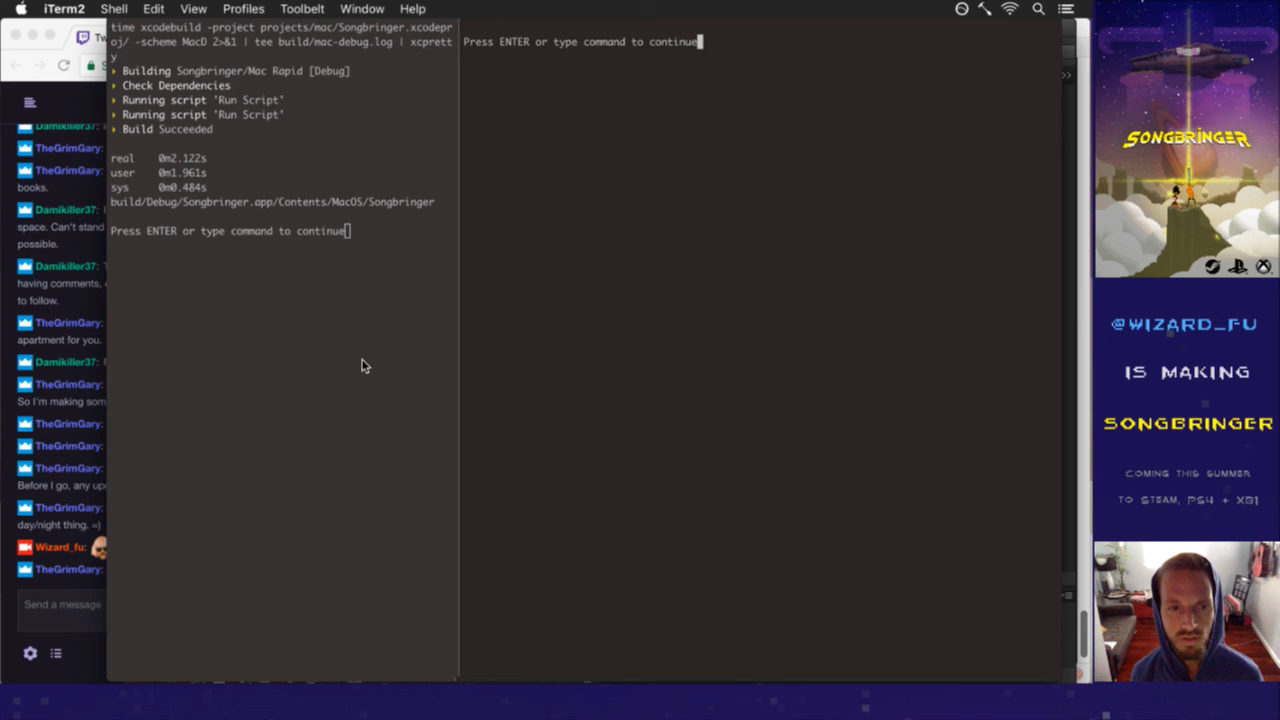 iTerm2 Shell Edit View Profiles Toolbelt Window Help
Tw
S
Damikiller37:
TheGrimGary:
TheGrimGary:
books.
Damikiller37:
space. Can't stand
possible.
Damikiller37:
having comments,
to follow.
TheGrimGary:
apartment for you.
Damikiller37:
TheGrimGary:
So I'm making som
TheGrimGary:
TheGrimGary:
TheGrimGary:
Before I go, any up
TheGrimGary:
day/night thing. =)
Wizard_fu:
TheGrimGary:
Send a message
time xcodebuild -project projects/mac/Songbringer.xcodepr
oj/ -scheme MacD 2>&1 | tee build/mac-debug.log | xcprett
y
Building Songbringer/Mac Rapid [Debug]
Check Dependencies
Running script 'Run Script'
Running script 'Run Script'
Build Succeeded
real 0m2.122s
user 0m1.961s
sys 0m0.484s
build/Debug/Songbringer.app/Contents/MacOS/Songbringer
Press ENTER or type command to continue
Press ENTER or type command to continue
SONGBRINGER
@WIZARD_FU
IS MAKING
SONGBRINGER
COMING THIS SUMMER
TO STEAM, PS4 + XB1